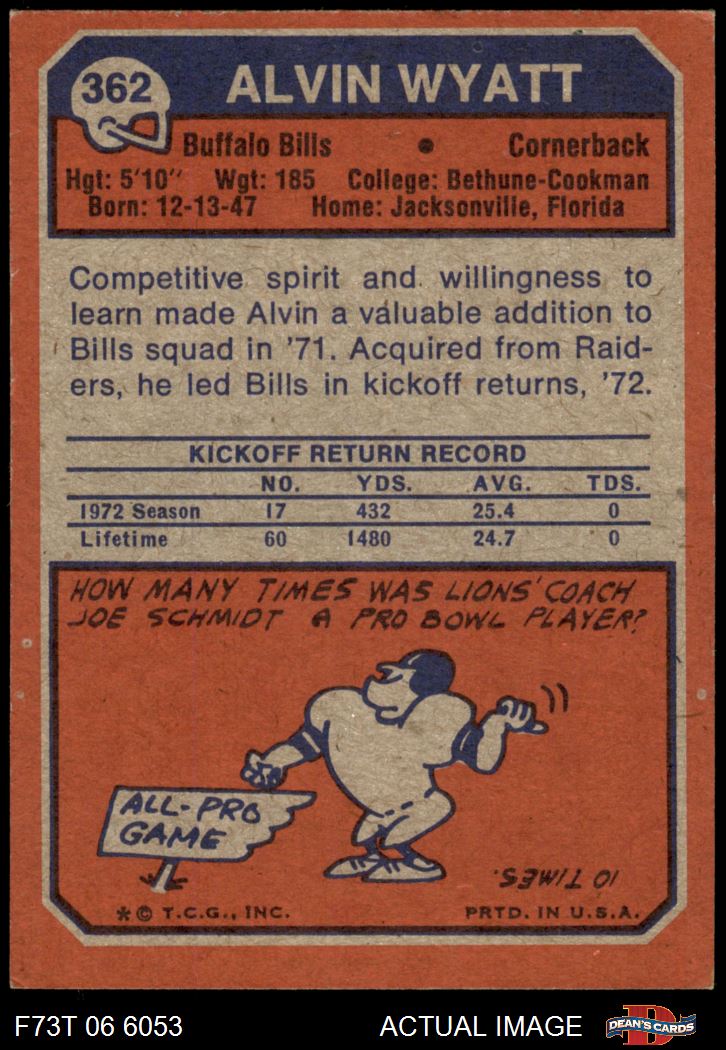 362
ALVIN WYATT
Buffalo Bills • Cornerback
Hgt: 5'10" Wgt: 185 College: Bethune-Cookman
Born: 12-13-47 Home: Jacksonville, Florida
Competitive spirit and willingness to
learn made Alvin a valuable addition to
Bills squad in '71. Acquired from Raid-
ers, he led Bills in kickoff returns, '72.
KICKOFF RETURN RECORD
NO. YDS. AVG. TDS.
1972 Season 17 432 25.4 0
Lifetime 60 1480 24.7 0
HOW MANY TIMES WAS LIONS' COACH
JOE SCHMIDT A PRO BOWL PLAYER?
ALL-PRO
GAME
10 TIMES.
*© T.C.G., INC. PRTD. IN U.S.A.
F73T 06 6053 ACTUAL IMAGE D DEAN'S CARDS